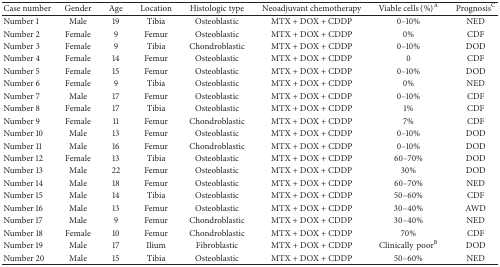 Case number Gender Age Location Histologic type Neoadjuvant chemotherapy Viable cells (%)A PrognosisC
Number 1 Male 19 Tibia Osteoblastic MTX + DOX + CDDP 0–10% NED
Number 2 Female 9 Femur Osteoblastic MTX + DOX + CDDP 0% CDF
Number 3 Female 9 Tibia Chondroblastic MTX + DOX + CDDP 0–10% DOD
Number 4 Female 14 Femur Osteoblastic MTX + DOX + CDDP 0 CDF
Number 5 Female 15 Femur Osteoblastic MTX + DOX + CDDP 0–10% DOD
Number 6 Female 9 Tibia Osteoblastic MTX + DOX + CDDP 0% NED
Number 7 Male 17 Femur Osteoblastic MTX + DOX + CDDP 0–10% CDF
Number 8 Female 17 Tibia Osteoblastic MTX + DOX + CDDP 1% CDF
Number 9 Female 11 Femur Chondroblastic MTX + DOX + CDDP 7% CDF
Number 10 Male 13 Femur Osteoblastic MTX + DOX + CDDP 0–10% DOD
Number 11 Male 16 Femur Chondroblastic MTX + DOX + CDDP 0–10% DOD
Number 12 Female 13 Tibia Osteoblastic MTX + DOX + CDDP 60–70% DOD
Number 13 Male 22 Femur Osteoblastic MTX + DOX + CDDP 30% DOD
Number 14 Male 18 Femur Osteoblastic MTX + DOX + CDDP 60–70% NED
Number 15 Male 14 Tibia Osteoblastic MTX + DOX + CDDP 50–60% CDF
Number 16 Male 13 Femur Osteoblastic MTX + DOX + CDDP 30–40% AWD
Number 17 Male 9 Femur Chondroblastic MTX + DOX + CDDP 30–40% NED
Number 18 Female 10 Femur Chondroblastic MTX + DOX + CDDP 70% CDF
Number 19 Male 17 Ilium Fibroblastic MTX + DOX + CDDP Clinically poorB DOD
Number 20 Male 15 Tibia Osteoblastic MTX + DOX + CDDP 50–60% NED